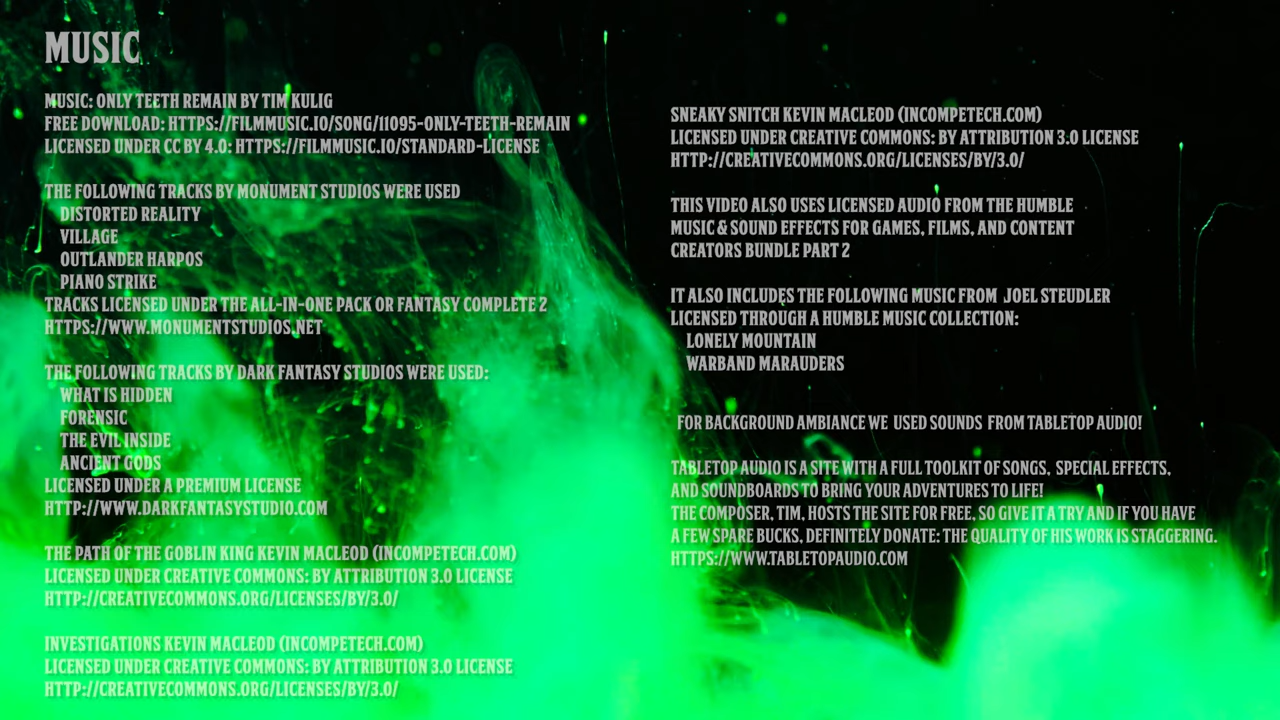 MUSIC
MUSIC: ONLY TEETH REMAIN BY TIM KULIG
FREE DOWNLOAD: HTTPS://FILMMUSIC.IO/SONG/11095-ONLY-TEETH-REMAIN
LICENSED UNDER CC BY 4.0: HTTPS://FILMMUSIC.IO/STANDARD-LICENSE
THE FOLLOWING TRACKS BY MONUMENT STUDIOS WERE USED
DISTORTED REALITY
VILLAGE
OUTLANDER HARPOS
PIANO STRIKE
TRACKS LICENSED UNDER THE ALL-IN-ONE PACK OR FANTASY COMPLETE 2
HTTPS://WWW.MONUMENTSTUDIOS.NET
THE FOLLOWING TRACKS BY DARK FANTASY STUDIOS WERE USED:
WHAT IS HIDDEN
FORENSIC
THE EVIL INSIDE
ANCIENT GODS
LICENSED UNDER A PREMIUM LICENSE
HTTP://WWW.DARKFANTASYSTUDIO.COM
THE PATH OF THE GOBLIN KING KEVIN MACLEOD (INCOMPETECH.COM)
LICENSED UNDER CREATIVE COMMONS: BY ATTRIBUTION 3.0 LICENSE
HTTP://CREATIVECOMMONS.ORG/LICENSES/BY/3.0/
INVESTIGATIONS KEVIN MACLEOD (INCOMPETECH.COM)
LICENSED UNDER CREATIVE COMMONS: BY ATTRIBUTION 3.0 LICENSE
HTTP://CREATIVECOMMONS.ORG/LICENSES/BY/3.0/
SNEAKY SNITCH KEVIN MACLEOD (INCOMPETECH.COM)
LICENSED UNDER CREATIVE COMMONS: BY ATTRIBUTION 3.0 LICENSE
HTTP://CREATIVECOMMONS.ORG/LICENSES/BY/3.0/
THIS VIDEO ALSO USES LICENSED AUDIO FROM THE HUMBLE
MUSIC & SOUND EFFECTS FOR GAMES, FILMS, AND CONTENT
CREATORS BUNDLE PART 2
IT ALSO INCLUDES THE FOLLOWING MUSIC FROM JOEL STEUDLER
LICENSED THROUGH A HUMBLE MUSIC COLLECTION:
LONELY MOUNTAIN
WARBAND MARAUDERS
FOR BACKGROUND AMBIANCE WE USED SOUNDS FROM TABLETOP AUDIO!
TABLETOP AUDIO IS A SITE WITH A FULL TOOLKIT OF SONGS, SPECIAL EFFECTS,
AND SOUNDBOARDS TO BRING YOUR ADVENTURES TO LIFE!
THE COMPOSER, TIM, HOSTS THE SITE FOR FREE, SO GIVE IT A TRY AND IF YOU HAVE
A FEW SPARE BUCKS, DEFINITELY DONATE: THE QUALITY OF HIS WORK IS STAGGERING.
HTTPS://WWW.TABLETOPAUDIO.COM